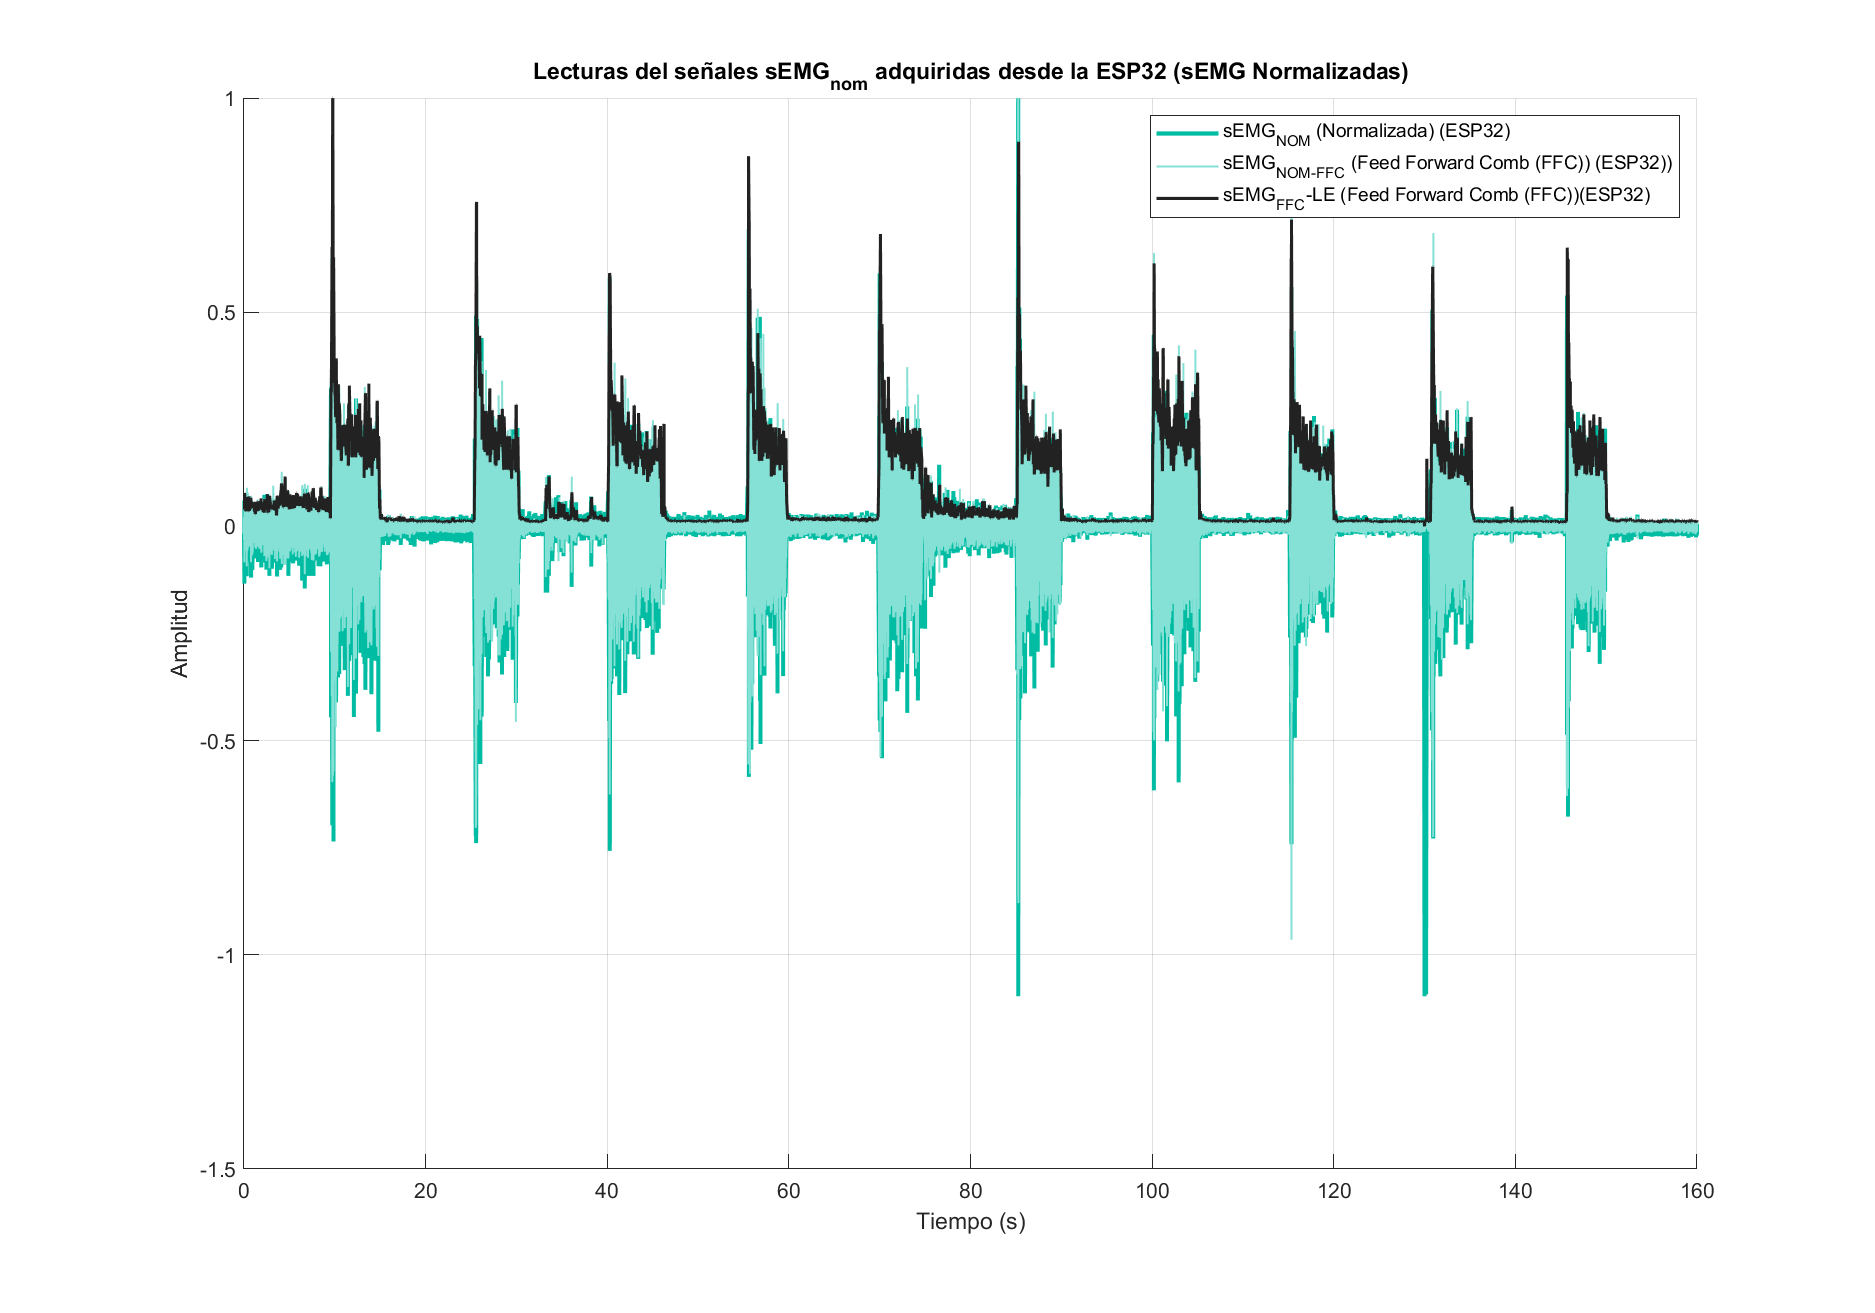 Lecturas del señales sEMGnom adquiridas desde la ESP32 (sEMG Normalizadas)
sEMGNOM (Normalizada) (ESP32)
sEMGNOM-FFC (Feed Forward Comb (FFC)) (ESP32))
sEMGFFC-LE (Feed Forward Comb (FFC))(ESP32)
1
0.5
0
-0.5
-1
-1.5
Amplitud
0 20 40 60 80 100 120 140 160
Tiempo (s)